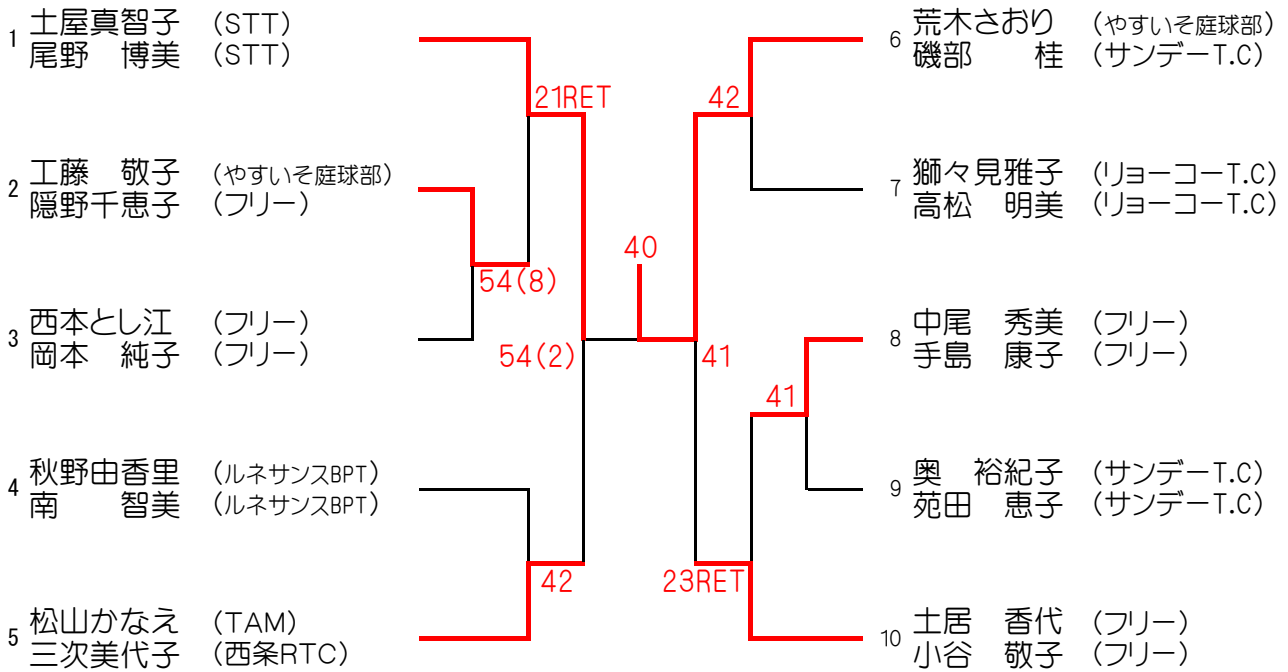 1 土屋真智子 (STT)
尾野　博美 (STT)
21RET
2 工藤　敬子 (やすいそ庭球部)
隠野千恵子 (フリー)
54(8)
3 西本とし江 (フリー)
岡本　純子 (フリー)
54(2)
4 秋野由香里 (ルネサンスBPT)
南　　智美 (ルネサンスBPT)
42
5 松山かなえ (TAM)
三次美代子 (西条RTC)
40
6 荒木さおり (やすいそ庭球部)
磯部　　桂 (サンデーT.C)
42
7 獅々見雅子 (リョーコーT.C)
高松　明美 (リョーコーT.C)
41
8 中尾　秀美 (フリー)
手島　康子 (フリー)
41
9 奥　裕紀子 (サンデーT.C)
苑田　恵子 (サンデーT.C)
23RET
10 土居　香代 (フリー)
小谷　敬子 (フリー)